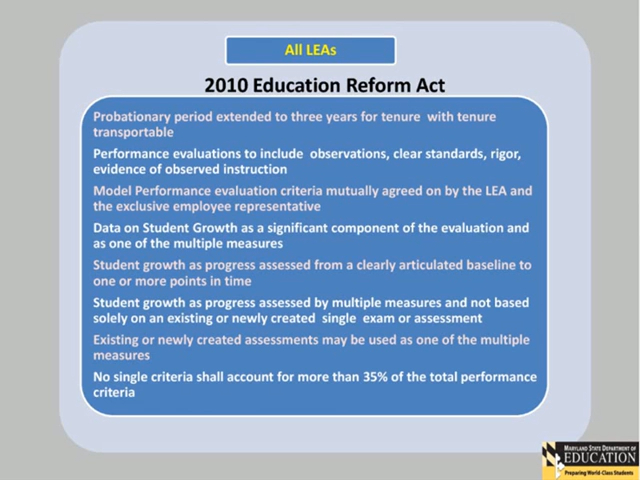 All LEAs
2010 Education Reform Act
Probationary period extended to three years for tenure with tenure
transportable
Performance evaluations to include observations, clear standards, rigor,
evidence of observed instruction
Model Performance evaluation criteria mutually agreed on by the LEA and
the exclusive employee representative
Data on Student Growth as a significant component of the evaluation and
as one of the multiple measures
Student growth as progress assessed from a clearly articulated baseline to
one or more points in time
Student growth as progress assessed by multiple measures and not based
solely on an existing or newly created single exam or assessment
Existing or newly created assessments may be used as one of the multiple
measures
No single criteria shall account for more than 35% of the total performance
criteria
MARYLAND STATE DEPARTMENT OF
EDUCATION
Preparing World-Class Students